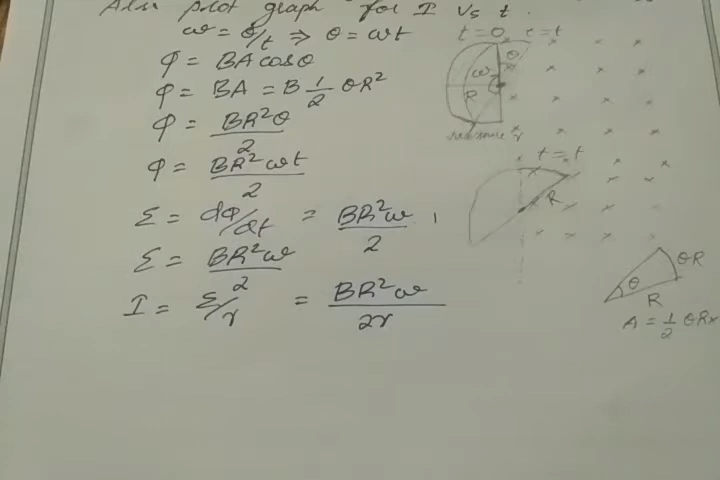 Also plot graph for I Vs t.
ω = θ/t ⇒ θ = ωt
t = 0, t = t
φ = BA cosθ
θ
ω
R
φ = BA = B 1/2 θR²
φ = BR²θ/2
φ = BR²ωt/2
t = t
R
Σ = dφ/dt = BR²ω/2
Σ = BR²ω/2
θR
θ
R
I = Σ/r = BR²ω/2r
A = 1/2 θR×